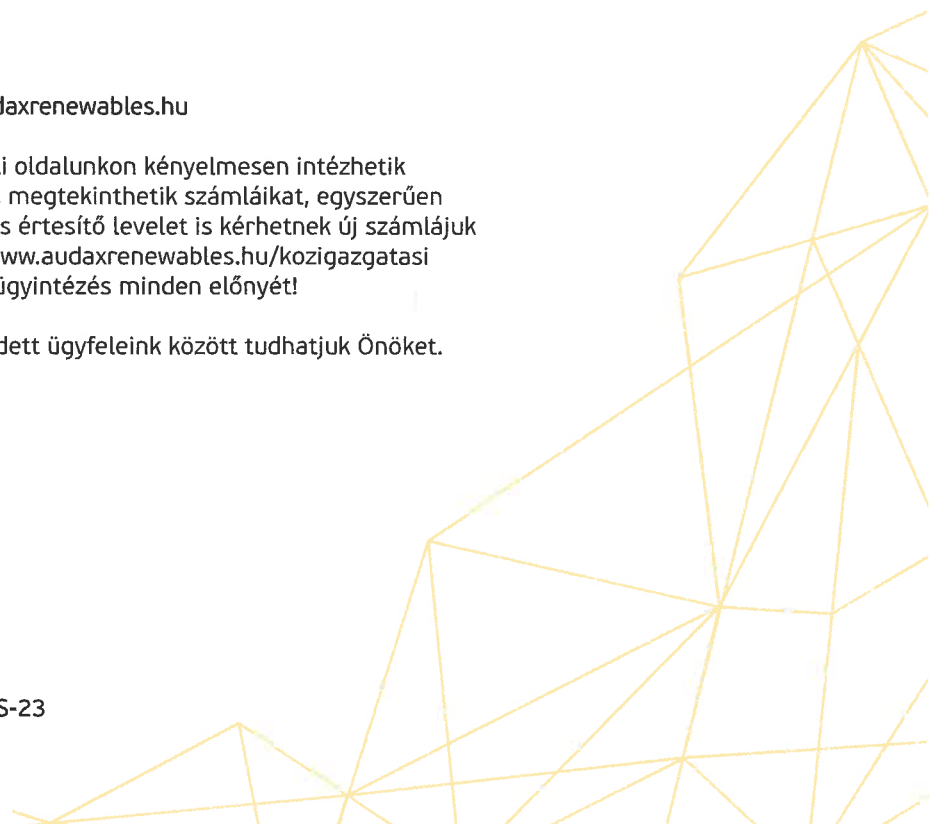 daxrenewables.hu
i oldalunkon kényelmesen intézhetik
megtekinthetik számláikat, egyszerűen
s értesítő levelet is kérhetnek új számlájuk
ww.audaxrenewables.hu/kozigazgatasi
ügyintézés minden előnyét!
dett ügyfeleink között tudhatjuk Önöket.
S-23